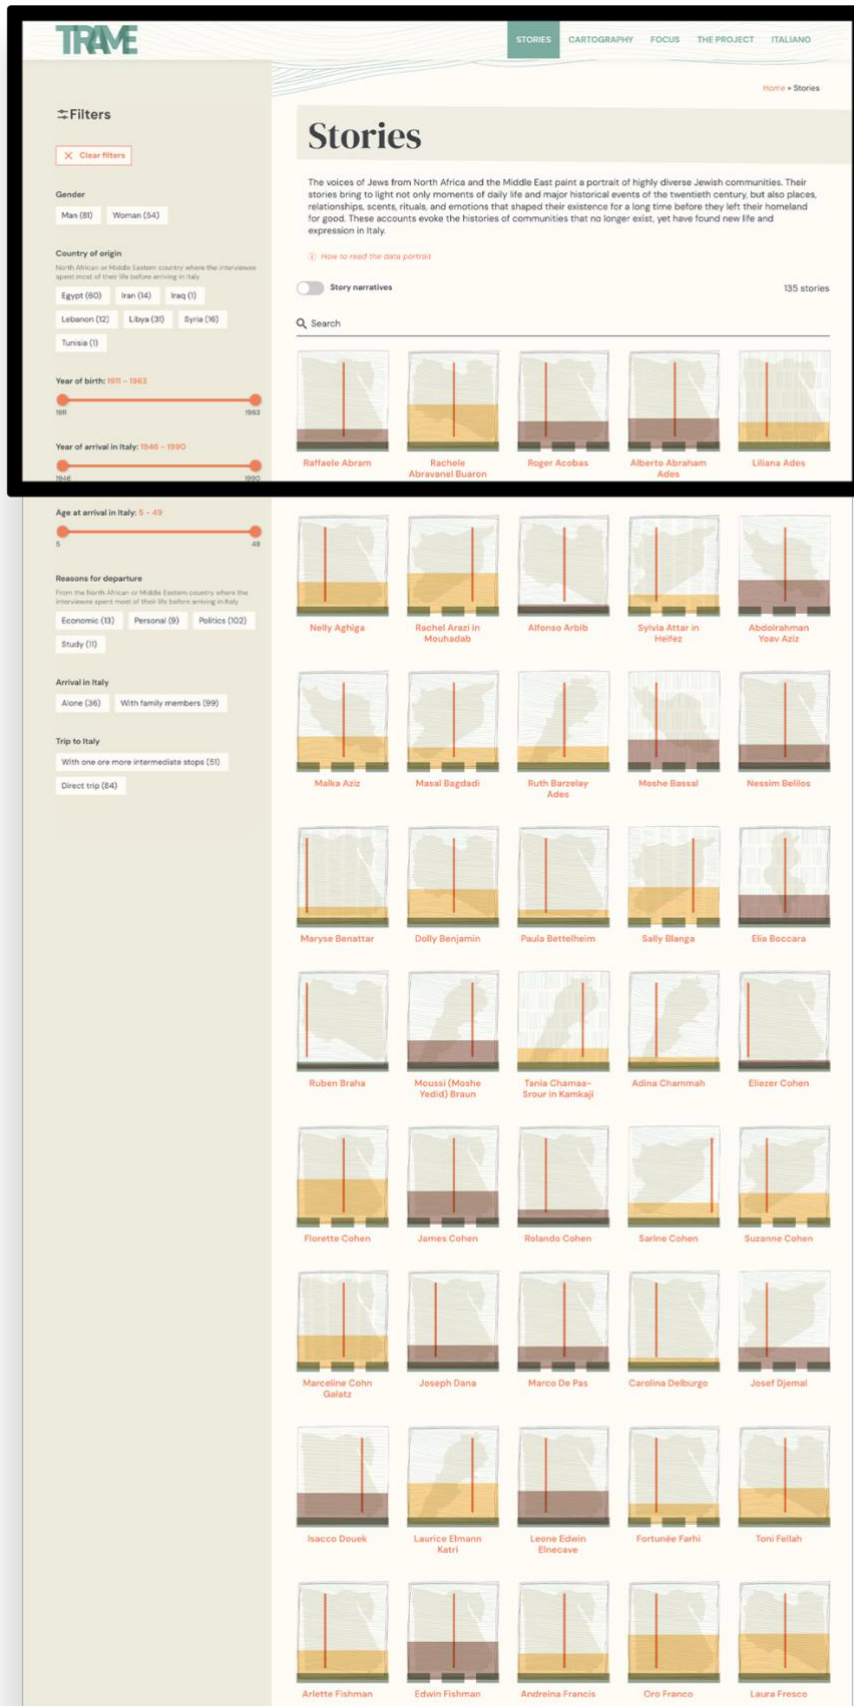 TRAME
STORIES
CARTOGRAPHY
FOCUS
THE PROJECT
ITALIANO
Home • Stories
Filters
Clear filters
Gender
Man (81)
Woman (54)
Country of origin
North African or Middle Eastern country where the interviewee
spent most of their life before arriving in Italy
Egypt (60)
Iran (14)
Iraq (1)
Lebanon (12)
Libya (31)
Syria (16)
Tunisia (1)
Year of birth: 1911 – 1963
1911
1963
Year of arrival in Italy: 1946 – 1990
1946
1990
Age at arrival in Italy: 5 - 49
5
49
Reasons for departure
From the North African or Middle Eastern country where the
interviewee spent most of their life before arriving in Italy
Economic (13)
Personal (9)
Politics (102)
Study (11)
Arrival in Italy
Alone (36)
With family members (99)
Trip to Italy
With one ore more intermediate stops (51)
Direct trip (84)
Stories
The voices of Jews from North Africa and the Middle East paint a portrait of highly diverse Jewish communities. Their
stories bring to light not only moments of daily life and major historical events of the twentieth century, but also places,
relationships, scents, rituals, and emotions that shaped their existence for a long time before they left their homeland
for good. These accounts evoke the histories of communities that no longer exist, yet have found new life and
expression in Italy.
How to read the data portrait
Story narratives
135 stories
Search
Raffaele Abram
Rachele
Abravanel Buaron
Roger Acobas
Alberto Abraham
Ades
Liliana Ades
Nelly Aghiga
Rachel Arazi in
Mouhadab
Alfonso Arbib
Sylvia Attar in
Heifez
Abdolrahman
Yoav Aziz
Malka Aziz
Masal Bagdadi
Ruth Barzelay
Ades
Moshe Bassal
Nessim Belilos
Maryse Benattar
Dolly Benjamin
Paula Bettelheim
Sally Blanga
Elia Boccara
Ruben Braha
Moussi (Moshe
Yedid) Braun
Tania Chamaa-
Srour in Kamkaji
Adina Chammah
Eliezer Cohen
Florette Cohen
James Cohen
Rolando Cohen
Sarine Cohen
Suzanne Cohen
Marceline Cohn
Galatz
Joseph Dana
Marco De Pas
Carolina Delburgo
Josef Djemal
Isacco Douek
Laurice Elmann
Katri
Leone Edwin
Elnecave
Fortunée Farhi
Toni Fellah
Arlette Fishman
Edwin Fishman
Andreina Francis
Oro Franco
Laura Fresco